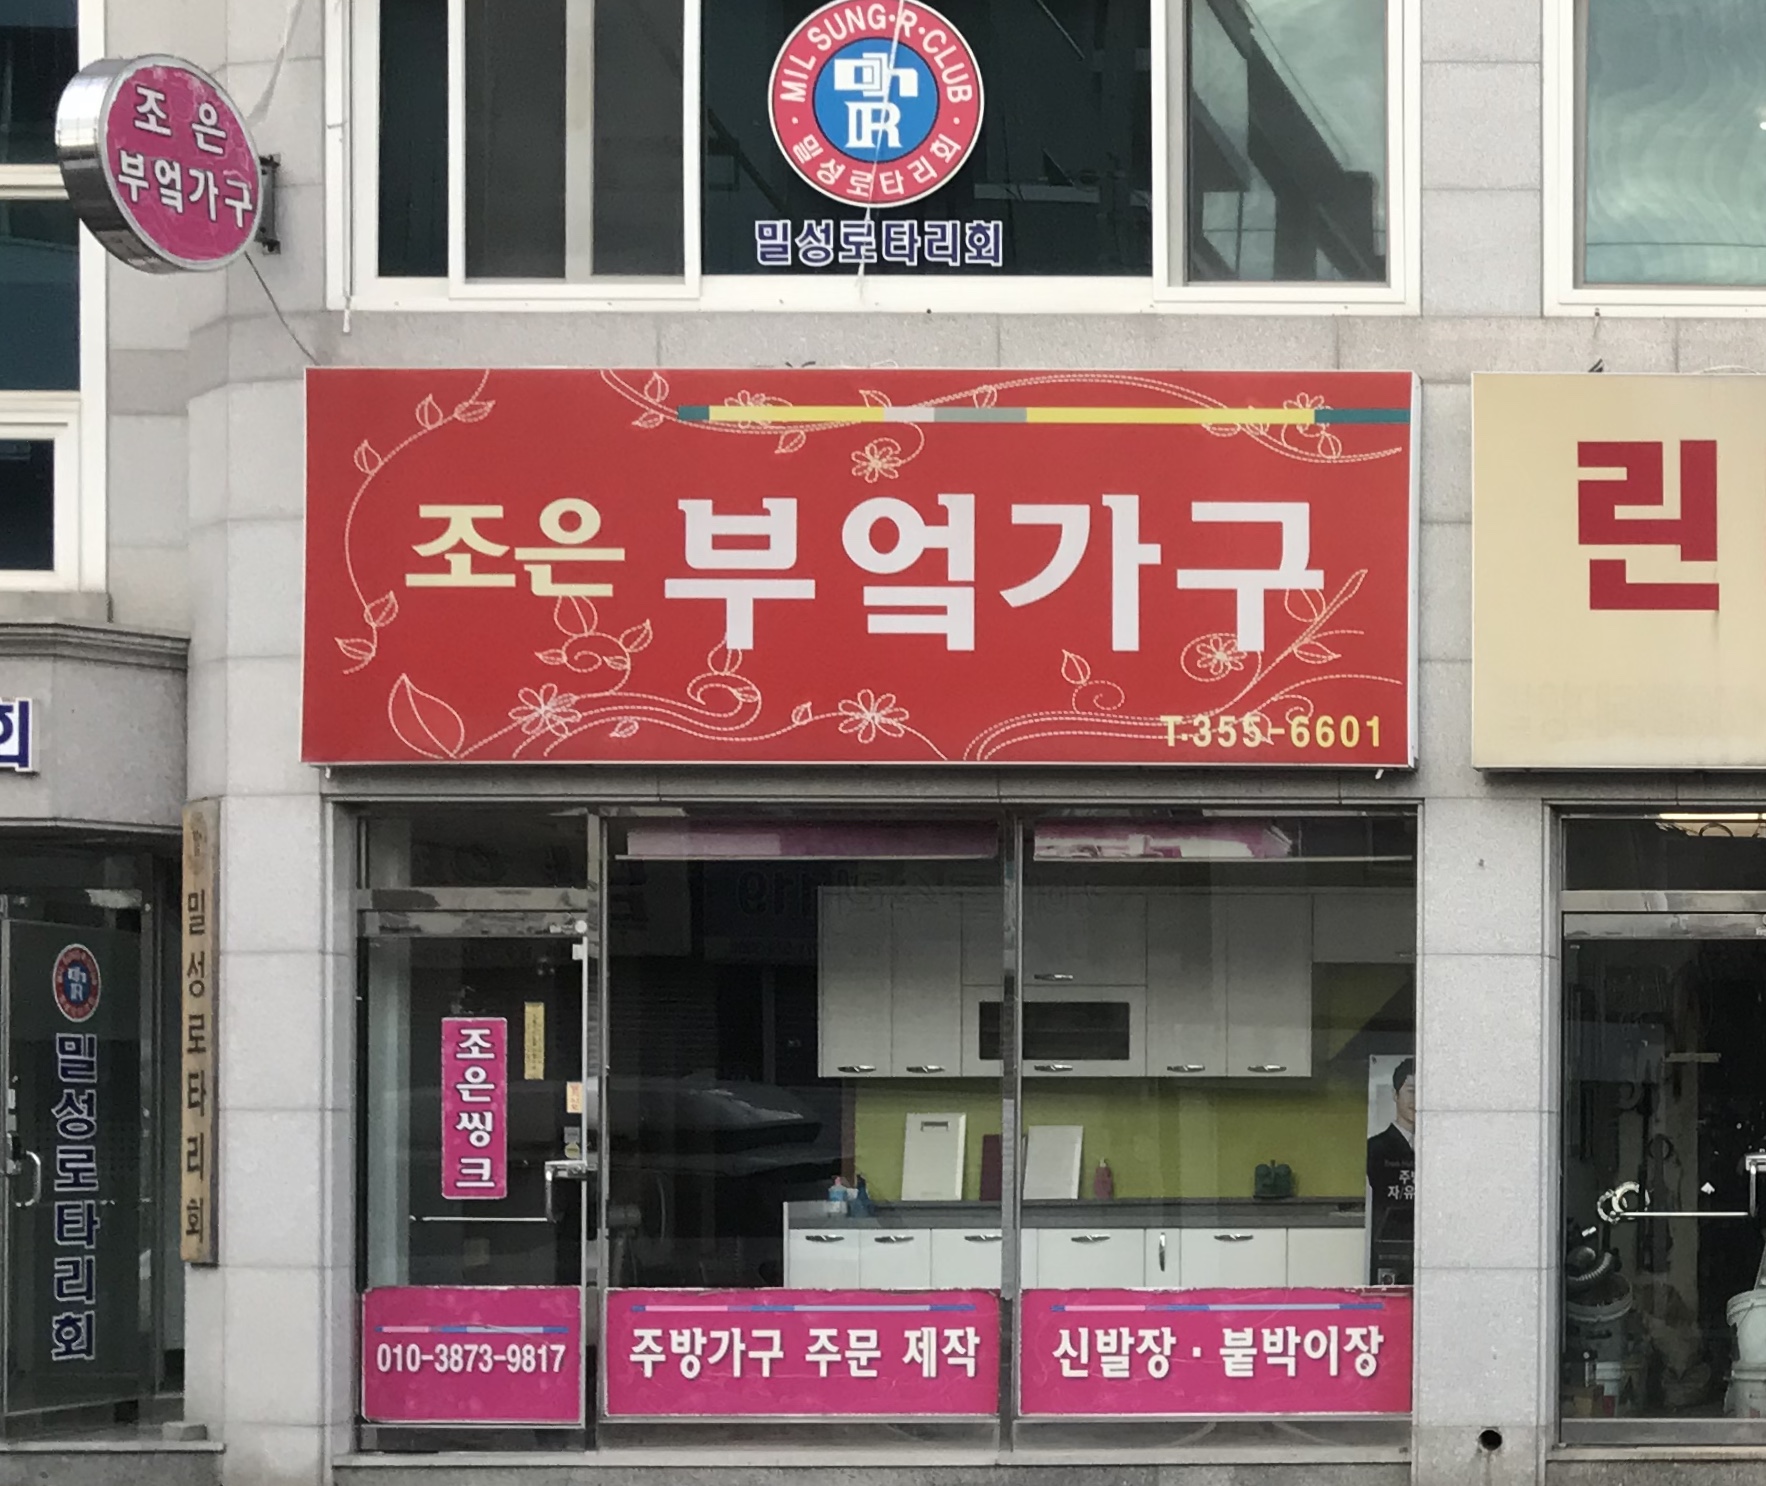 조은
부엌가구
MIL SUNG·R·CLUB
R
밀성로타리회
밀성로타리회
조은 부엌가구
T·355-6601
린
회
밀성로타리회
밀성로타리회
조은씽크
010-3873-9817
주방가구 주문 제작
신발장·붙박이장